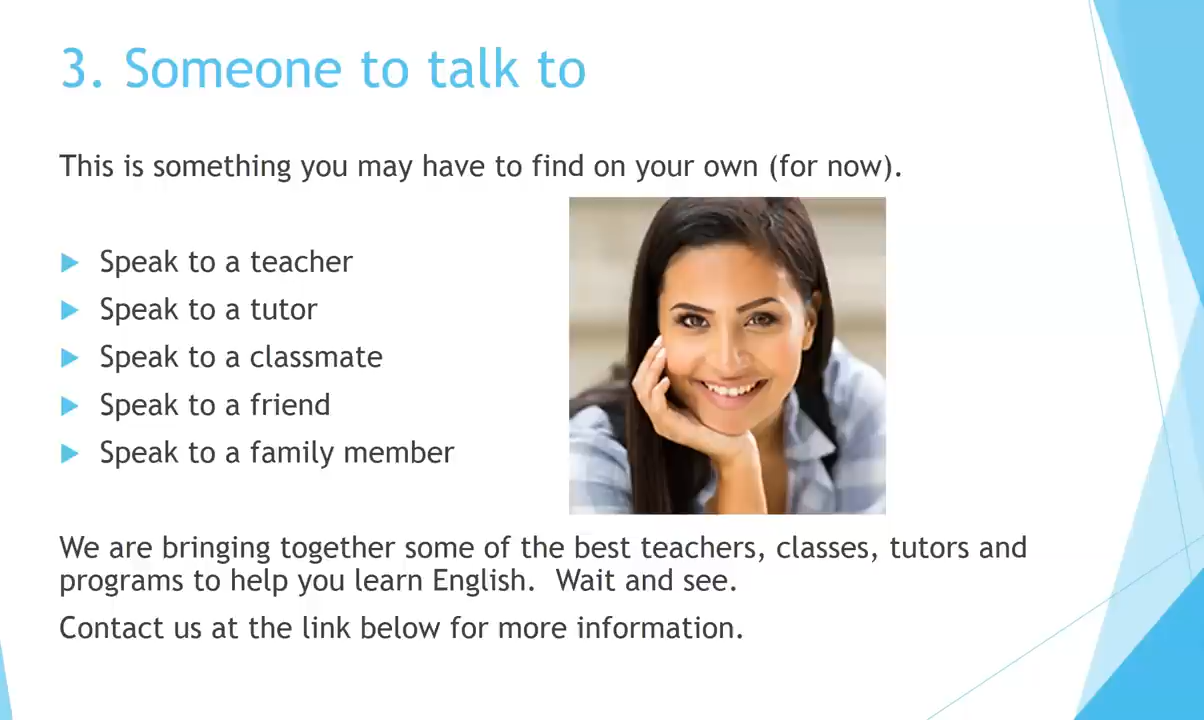 3. Someone to talk to
This is something you may have to find on your own (for now).
Speak to a teacher
Speak to a tutor
Speak to a classmate
Speak to a friend
Speak to a family member
We are bringing together some of the best teachers, classes, tutors and
programs to help you learn English.  Wait and see.
Contact us at the link below for more information.